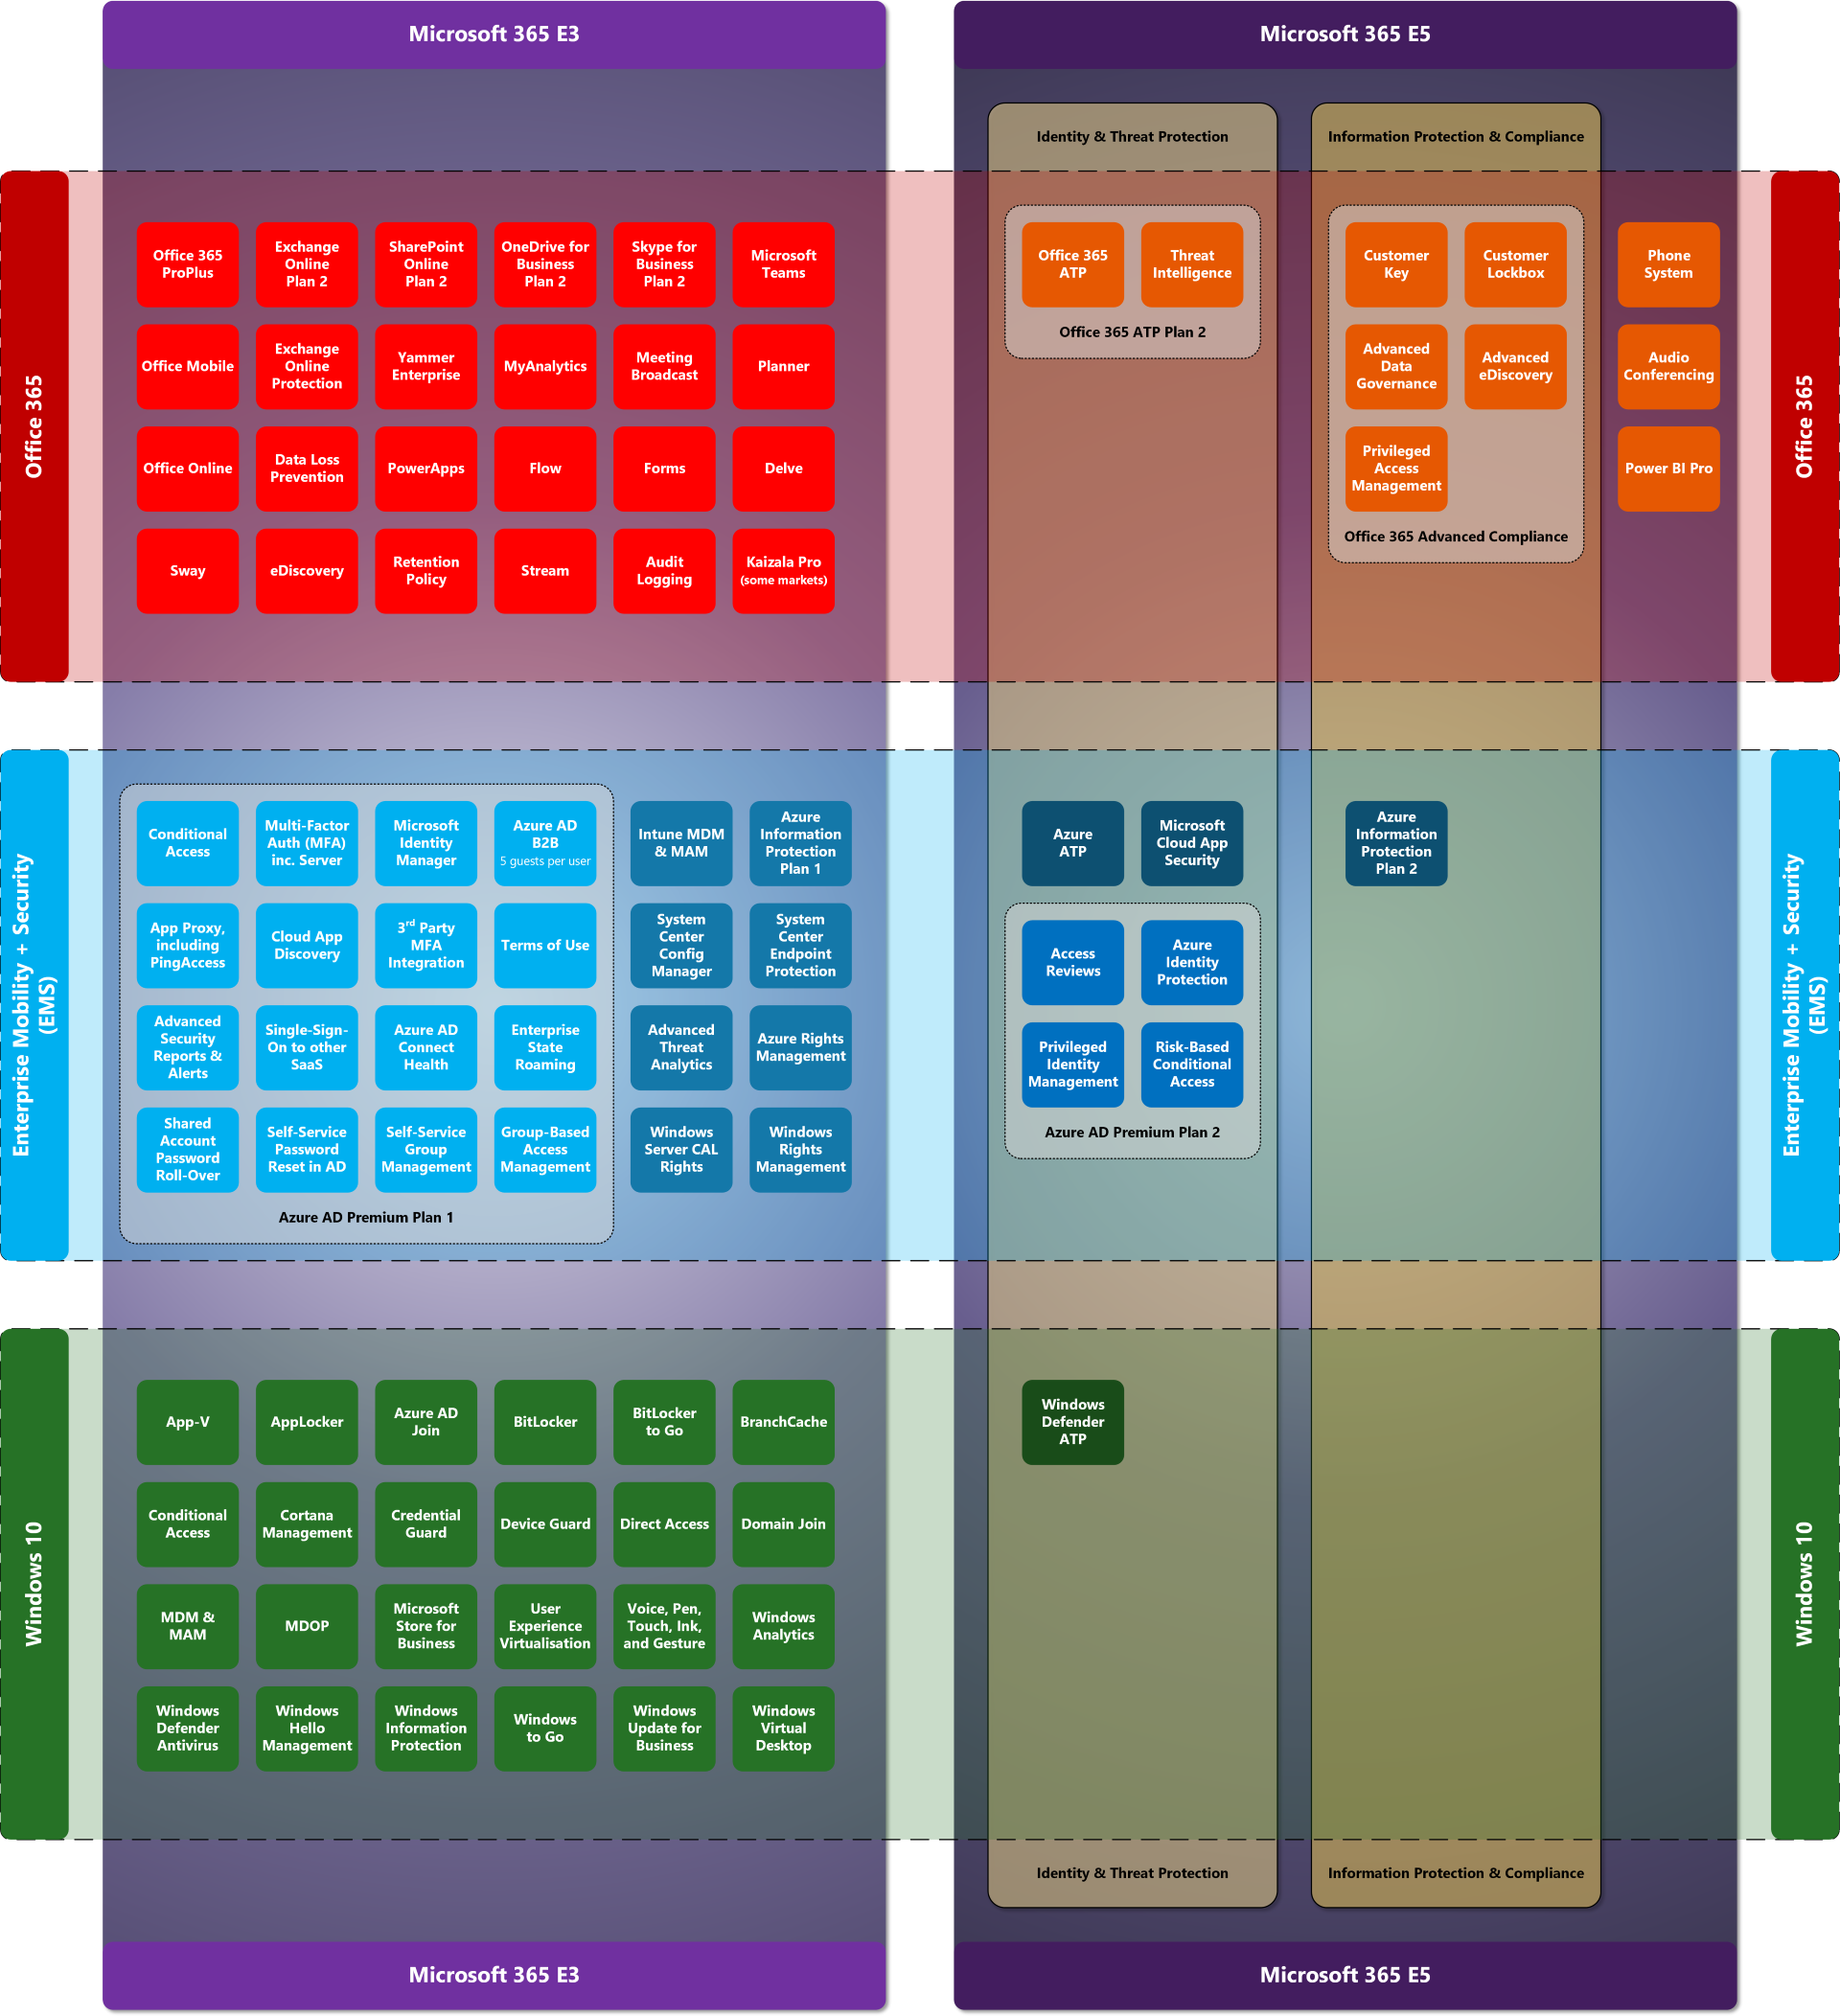 Microsoft 365 E3
Microsoft 365 E5
Identity & Threat Protection
Information Protection & Compliance
Office 365
Office 365
ProPlus
Exchange
Online
Plan 2
SharePoint
Online
Plan 2
OneDrive for
Business
Plan 2
Skype for
Business
Plan 2
Microsoft
Teams
Office Mobile
Exchange
Online
Protection
Yammer
Enterprise
MyAnalytics
Meeting
Broadcast
Planner
Office Online
Data Loss
Prevention
PowerApps
Flow
Forms
Delve
Sway
eDiscovery
Retention
Policy
Stream
Audit
Logging
Kaizala Pro
(some markets)
Office 365
ATP
Threat
Intelligence
Office 365 ATP Plan 2
Customer
Key
Customer
Lockbox
Advanced
Data
Governance
Advanced
eDiscovery
Privileged
Access
Management
Office 365 Advanced Compliance
Phone
System
Audio
Conferencing
Power BI Pro
Office 365
Enterprise Mobility + Security
(EMS)
Conditional
Access
Multi-Factor
Auth (MFA)
inc. Server
Microsoft
Identity
Manager
Azure AD
B2B
5 guests per user
App Proxy,
including
PingAccess
Cloud App
Discovery
3rd Party
MFA
Integration
Terms of Use
Advanced
Security
Reports &
Alerts
Single-Sign-
On to other
SaaS
Azure AD
Connect
Health
Enterprise
State
Roaming
Shared
Account
Password
Roll-Over
Self-Service
Password
Reset in AD
Self-Service
Group
Management
Group-Based
Access
Management
Azure AD Premium Plan 1
Intune MDM
& MAM
Azure
Information
Protection
Plan 1
System
Center
Config
Manager
System
Center
Endpoint
Protection
Advanced
Threat
Analytics
Azure Rights
Management
Windows
Server CAL
Rights
Windows
Rights
Management
Azure
ATP
Microsoft
Cloud App
Security
Access
Reviews
Azure
Identity
Protection
Privileged
Identity
Management
Risk-Based
Conditional
Access
Azure AD Premium Plan 2
Azure
Information
Protection
Plan 2
Enterprise Mobility + Security
(EMS)
Windows 10
App-V
AppLocker
Azure AD
Join
BitLocker
BitLocker
to Go
BranchCache
Conditional
Access
Cortana
Management
Credential
Guard
Device Guard
Direct Access
Domain Join
MDM &
MAM
MDOP
Microsoft
Store for
Business
User
Experience
Virtualisation
Voice, Pen,
Touch, Ink,
and Gesture
Windows
Analytics
Windows
Defender
Antivirus
Windows
Hello
Management
Windows
Information
Protection
Windows
to Go
Windows
Update for
Business
Windows
Virtual
Desktop
Windows
Defender
ATP
Windows 10
Identity & Threat Protection
Information Protection & Compliance
Microsoft 365 E3
Microsoft 365 E5